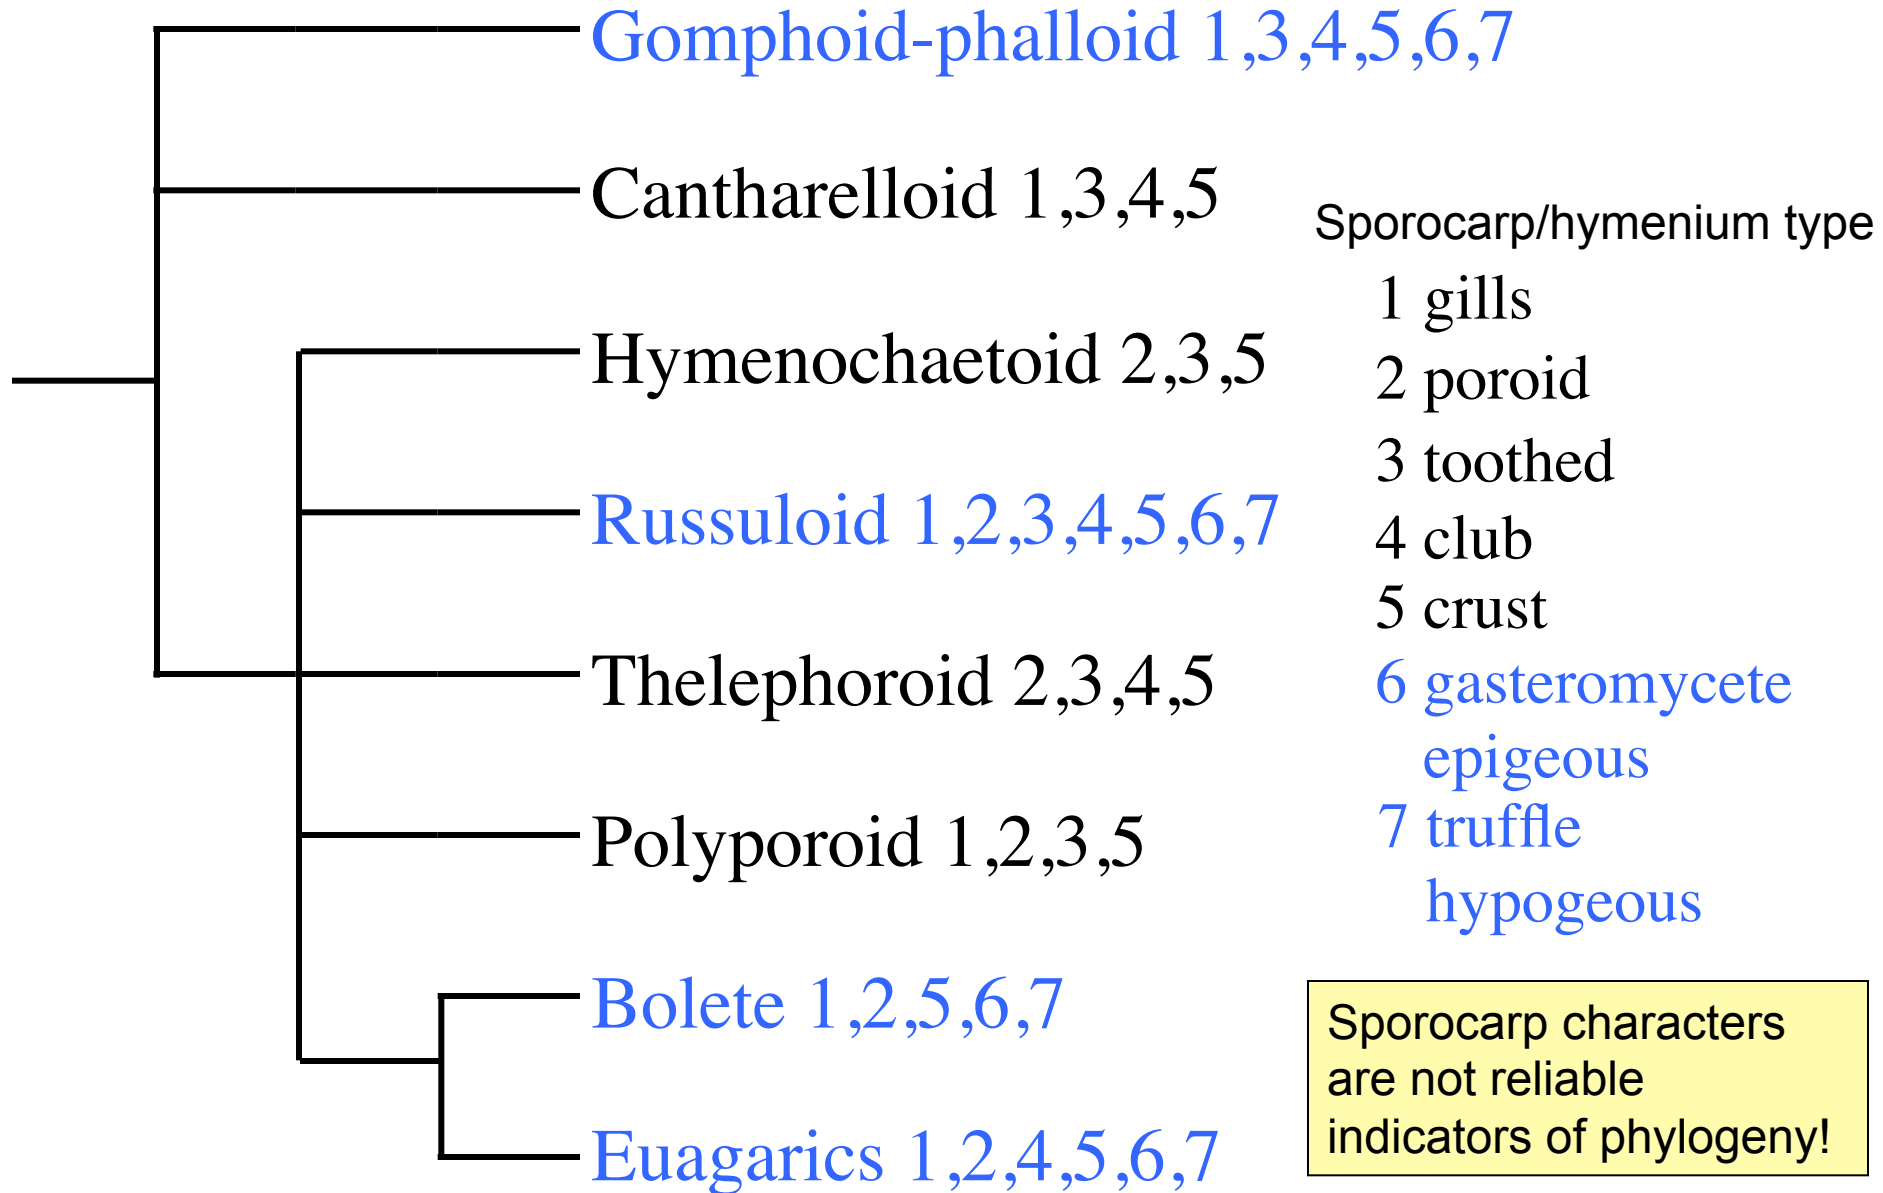 Gomphoid-phalloid 1,3,4,5,6,7
Cantharelloid 1,3,4,5
Hymenochaetoid 2,3,5
Russuloid 1,2,3,4,5,6,7
Thelephoroid 2,3,4,5
Polyporoid 1,2,3,5
Bolete 1,2,5,6,7
Euagarics 1,2,4,5,6,7
Sporocarp/hymenium type
1 gills
2 poroid
3 toothed
4 club
5 crust
6 gasteromycete
epigeous
7 truffle
hypogeous
Sporocarp characters
are not reliable
indicators of phylogeny!